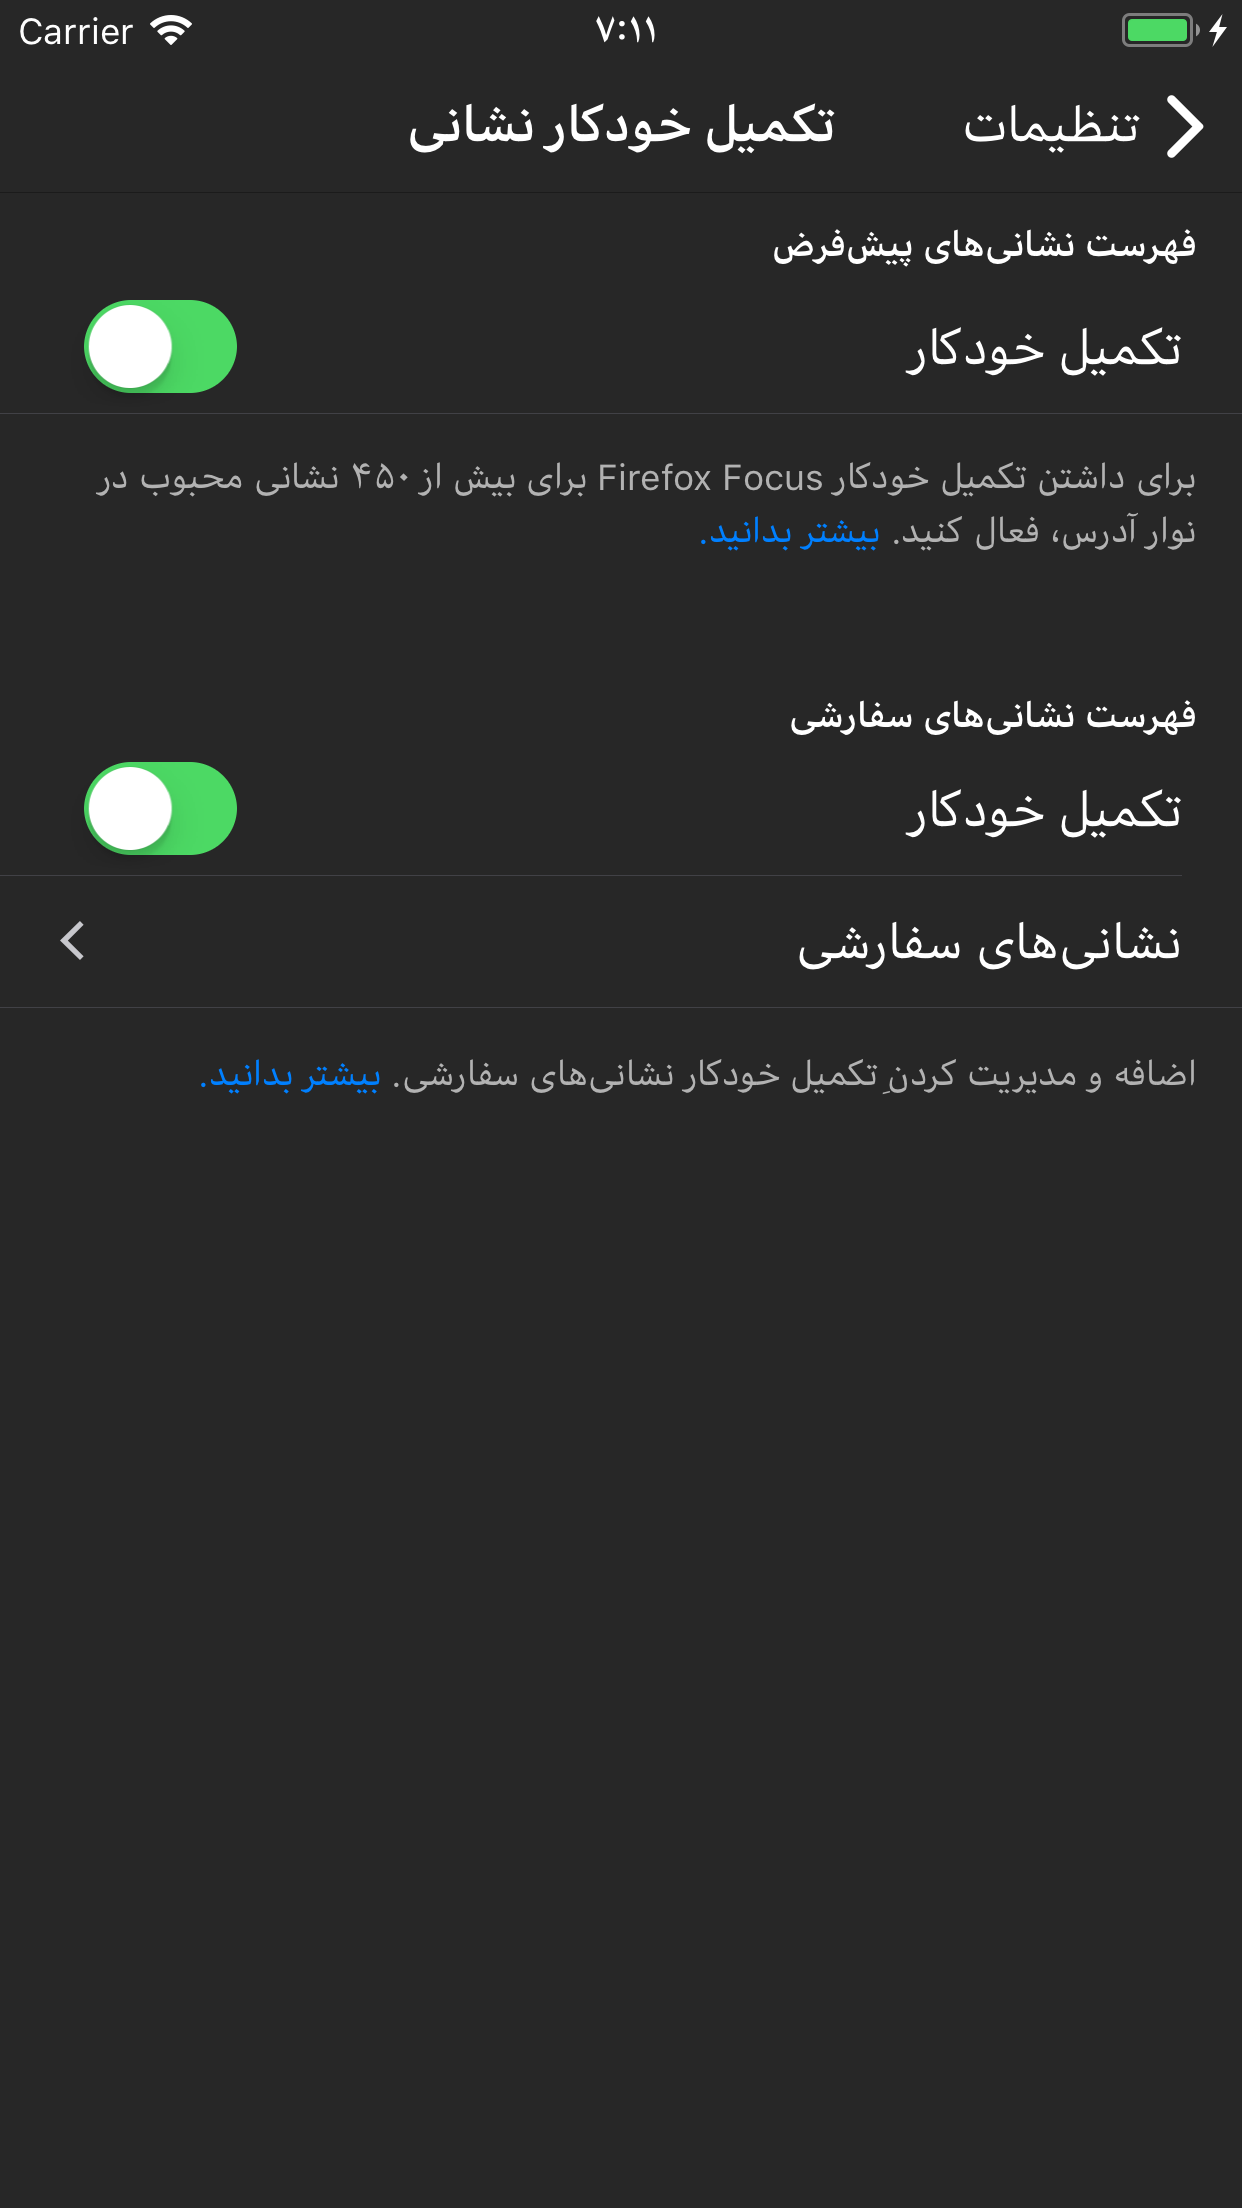 Carrier ۷:۱۱
تنظیمات
تکمیل خودکار نشانی
فهرست نشانی‌های پیش‌فرض
تکمیل خودکار
برای داشتن تکمیل خودکار Firefox Focus برای بیش از ۴۵۰ نشانی محبوب در
نوار آدرس، فعال کنید. بیشتر بدانید.
فهرست نشانی‌های سفارشی
تکمیل خودکار
نشانی‌های سفارشی
اضافه و مدیریت کردنِ تکمیل خودکار نشانی‌های سفارشی. بیشتر بدانید.